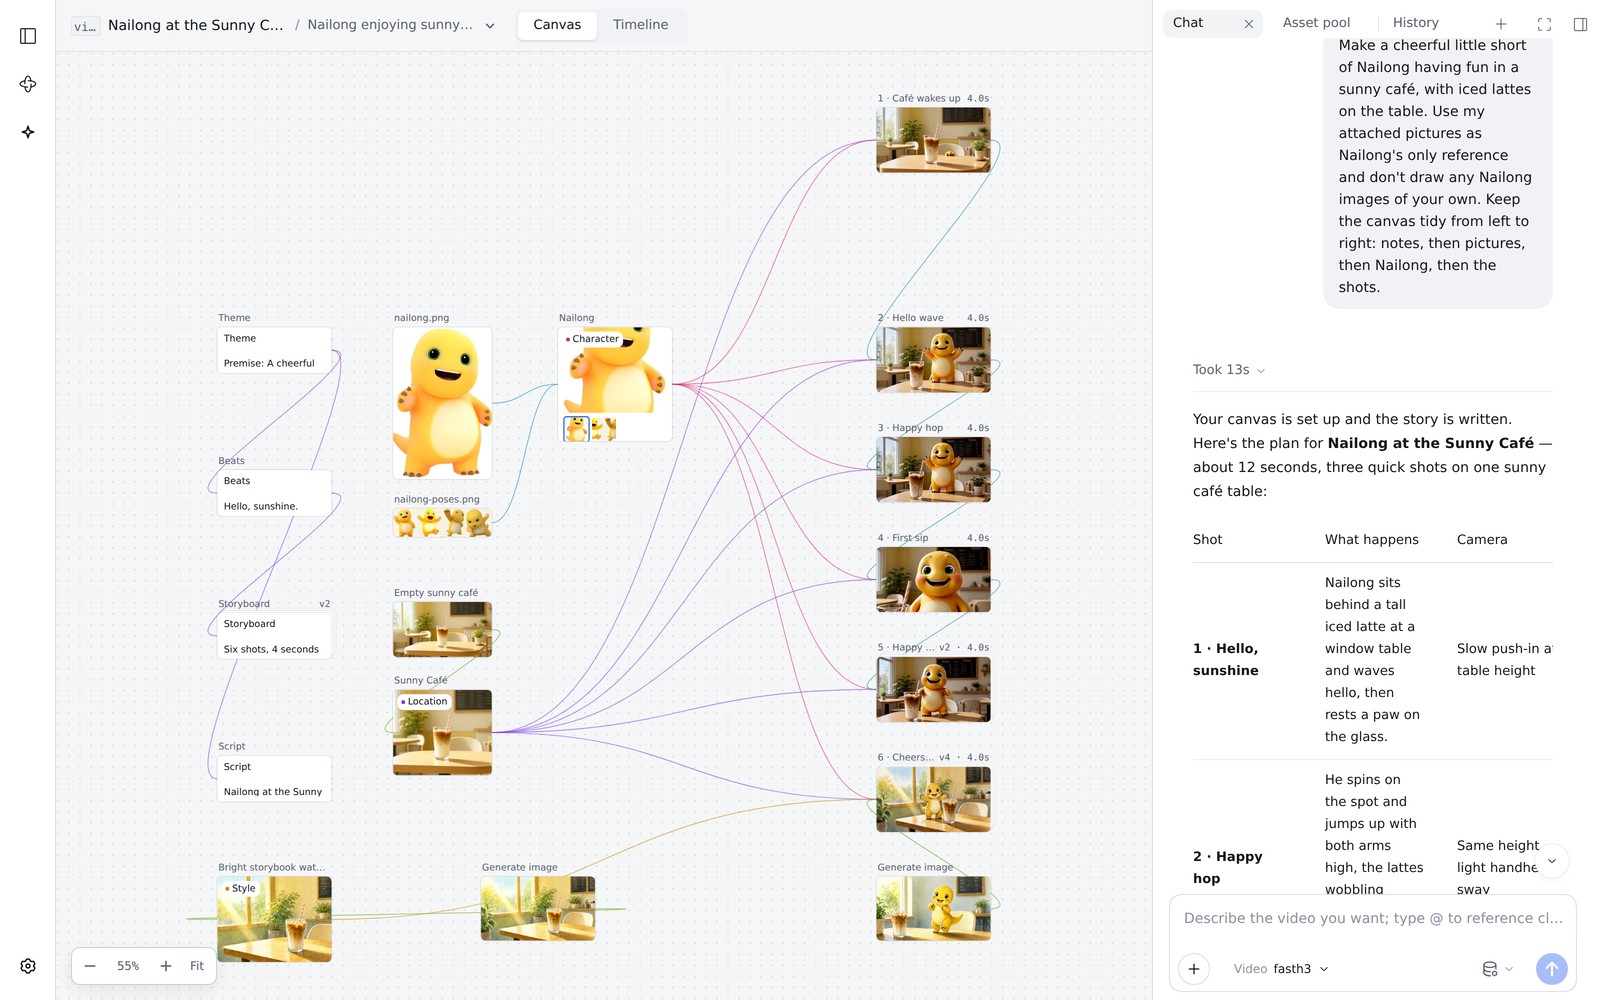 vi…
Nailong at the Sunny C…
/
Nailong enjoying sunny…
Canvas
Timeline
Chat
Asset pool
History
1 · Café wakes up 4.0s
Theme
Theme
Premise: A cheerful
nailong.png
Nailong
Character
2 · Hello wave 4.0s
3 · Happy hop 4.0s
Beats
Beats
Hello, sunshine.
nailong-poses.png
4 · First sip 4.0s
Storyboard v2
Storyboard
Six shots, 4 seconds
Empty sunny café
5 · Happy … v2 · 4.0s
Sunny Café
Location
Script
Script
Nailong at the Sunny
6 · Cheers… v4 · 4.0s
Bright storybook wat…
Style
Generate image
Generate image
55%
Fit
Make a cheerful little short
of Nailong having fun in a
sunny café, with iced lattes
on the table. Use my
attached pictures as
Nailong's only reference
and don't draw any Nailong
images of your own. Keep
the canvas tidy from left to
right: notes, then pictures,
then Nailong, then the
shots.
Took 13s
Your canvas is set up and the story is written.
Here's the plan for Nailong at the Sunny Café —
about 12 seconds, three quick shots on one sunny
café table:
Shot
What happens
Camera
1 · Hello,
sunshine
Nailong sits
behind a tall
iced latte at a
window table
and waves
hello, then
rests a paw on
the glass.
Slow push-in at
table height
2 · Happy
hop
He spins on
the spot and
jumps up with
both arms
high, the lattes
wobbling
Same height
light handhe
sway
Describe the video you want; type @ to reference cl…
Video fasth3